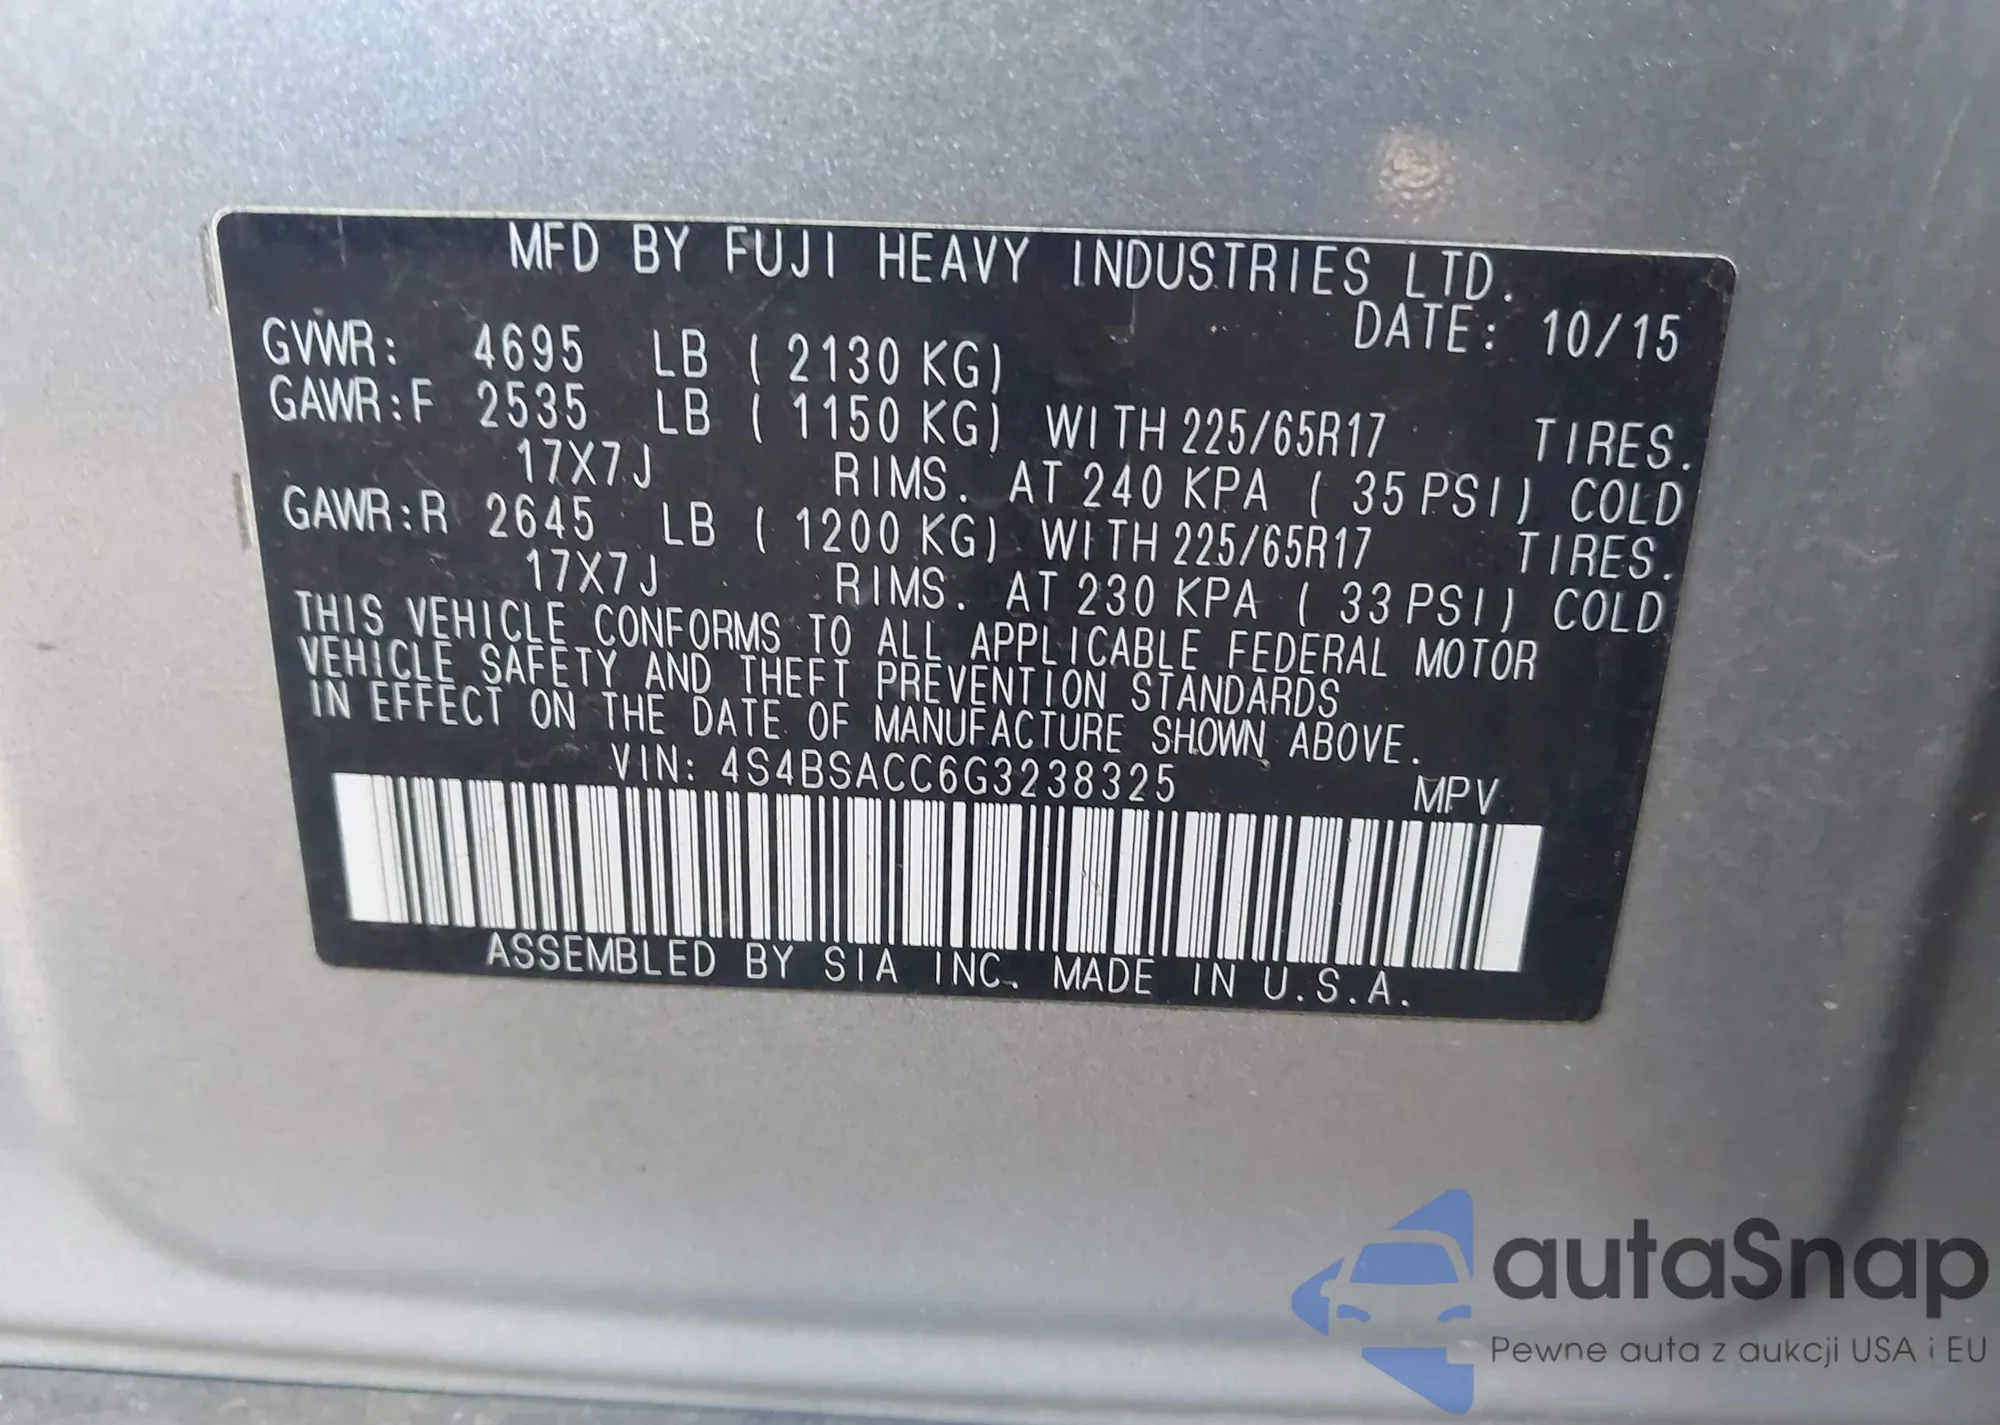 MFD BY FUJI HEAVY INDUSTRIES LTD.
DATE: 10/15
GVWR: 4695 LB ( 2130 KG)
GAWR:F 2535 LB ( 1150 KG) WITH 225/65R17 TIRES.
17X7J RIMS. AT 240 KPA ( 35 PSI) COLD
GAWR:R 2645 LB ( 1200 KG) WITH 225/65R17 TIRES.
17X7J RIMS. AT 230 KPA ( 33 PSI) COLD
THIS VEHICLE CONFORMS TO ALL APPLICABLE FEDERAL MOTOR
VEHICLE SAFETY AND THEFT PREVENTION STANDARDS
IN EFFECT ON THE DATE OF MANUFACTURE SHOWN ABOVE.
VIN: 4S4BSACC6G3238325 MPV
ASSEMBLED BY SIA INC. MADE IN U.S.A.
autaSnap
Pewne auta z aukcji USA i EU